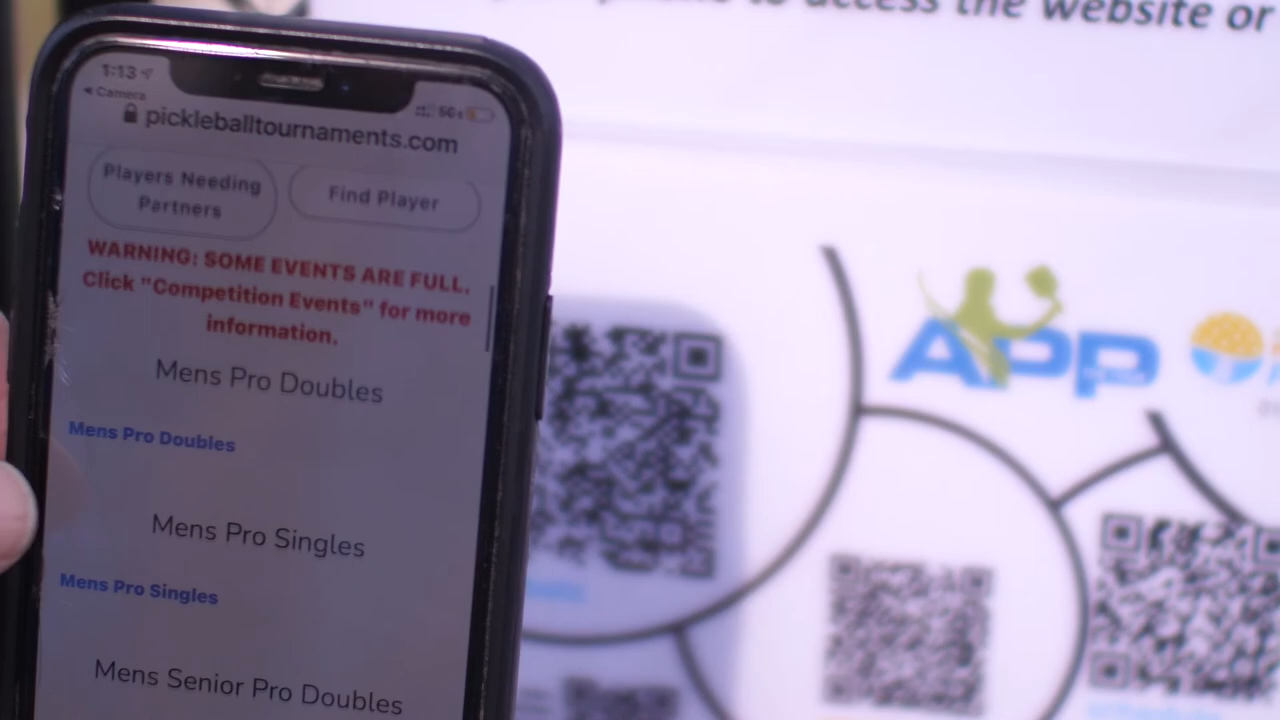 to access the website or
1:13
Camera
5G
pickleballtournaments.com
Players Needing
Partners
Find Player
WARNING: SOME EVENTS ARE FULL.
Click "Competition Events" for more
information.
Mens Pro Doubles
Mens Pro Doubles
Mens Pro Singles
Mens Pro Singles
Mens Senior Pro Doubles
APP